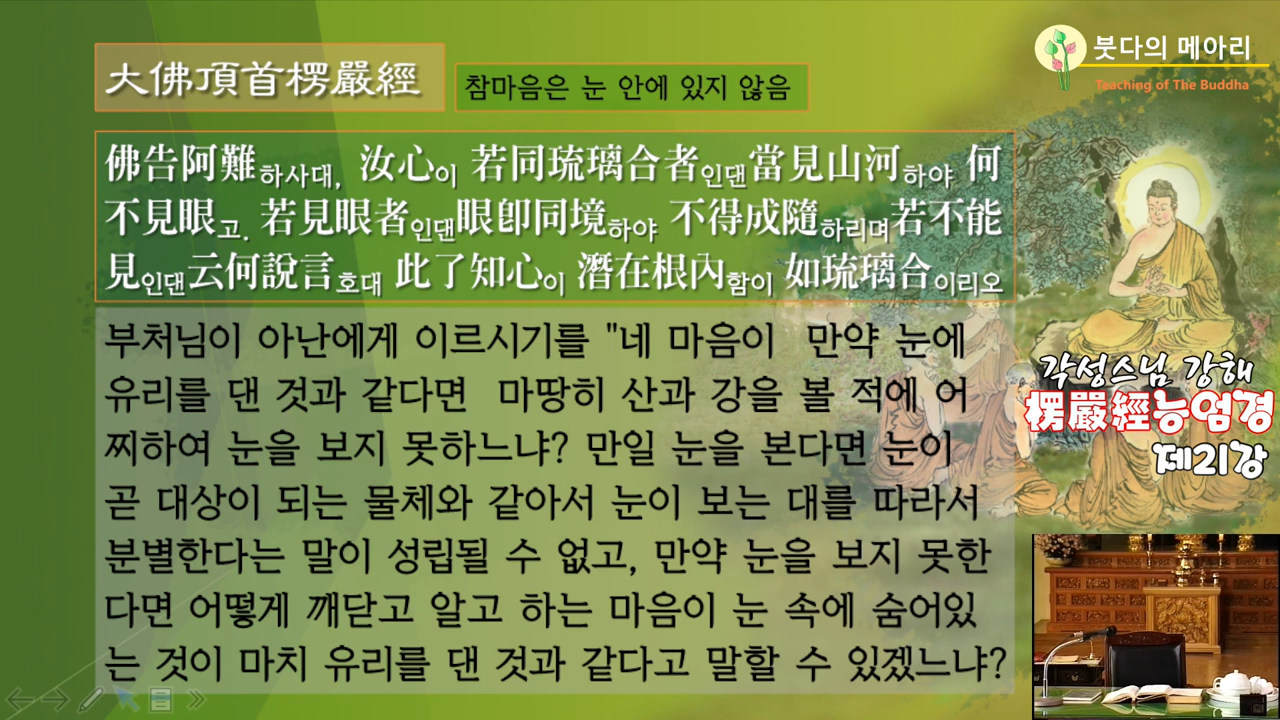 大佛頂首楞嚴經
참마음은 눈 안에 있지 않음
붓다의 메아리
Teaching of The Buddha
佛告阿難하사대, 汝心이 若同琉璃合者인댄當見山河하야 何
不見眼고. 若見眼者인댄眼卽同境하야 不得成隨하리며若不能
見인댄云何說言호대 此了知心이 潛在根內함이 如琉璃合이리오
부처님이 아난에게 이르시기를 "네 마음이 만약 눈에
유리를 댄 것과 같다면 마땅히 산과 강을 볼 적에 어
찌하여 눈을 보지 못하느냐? 만일 눈을 본다면 눈이
곧 대상이 되는 물체와 같아서 눈이 보는 대를 따라서
분별한다는 말이 성립될 수 없고, 만약 눈을 보지 못한
다면 어떻게 깨닫고 알고 하는 마음이 눈 속에 숨어있
는 것이 마치 유리를 댄 것과 같다고 말할 수 있겠느냐?
각성스님 강해
楞嚴經능엄경
제21강